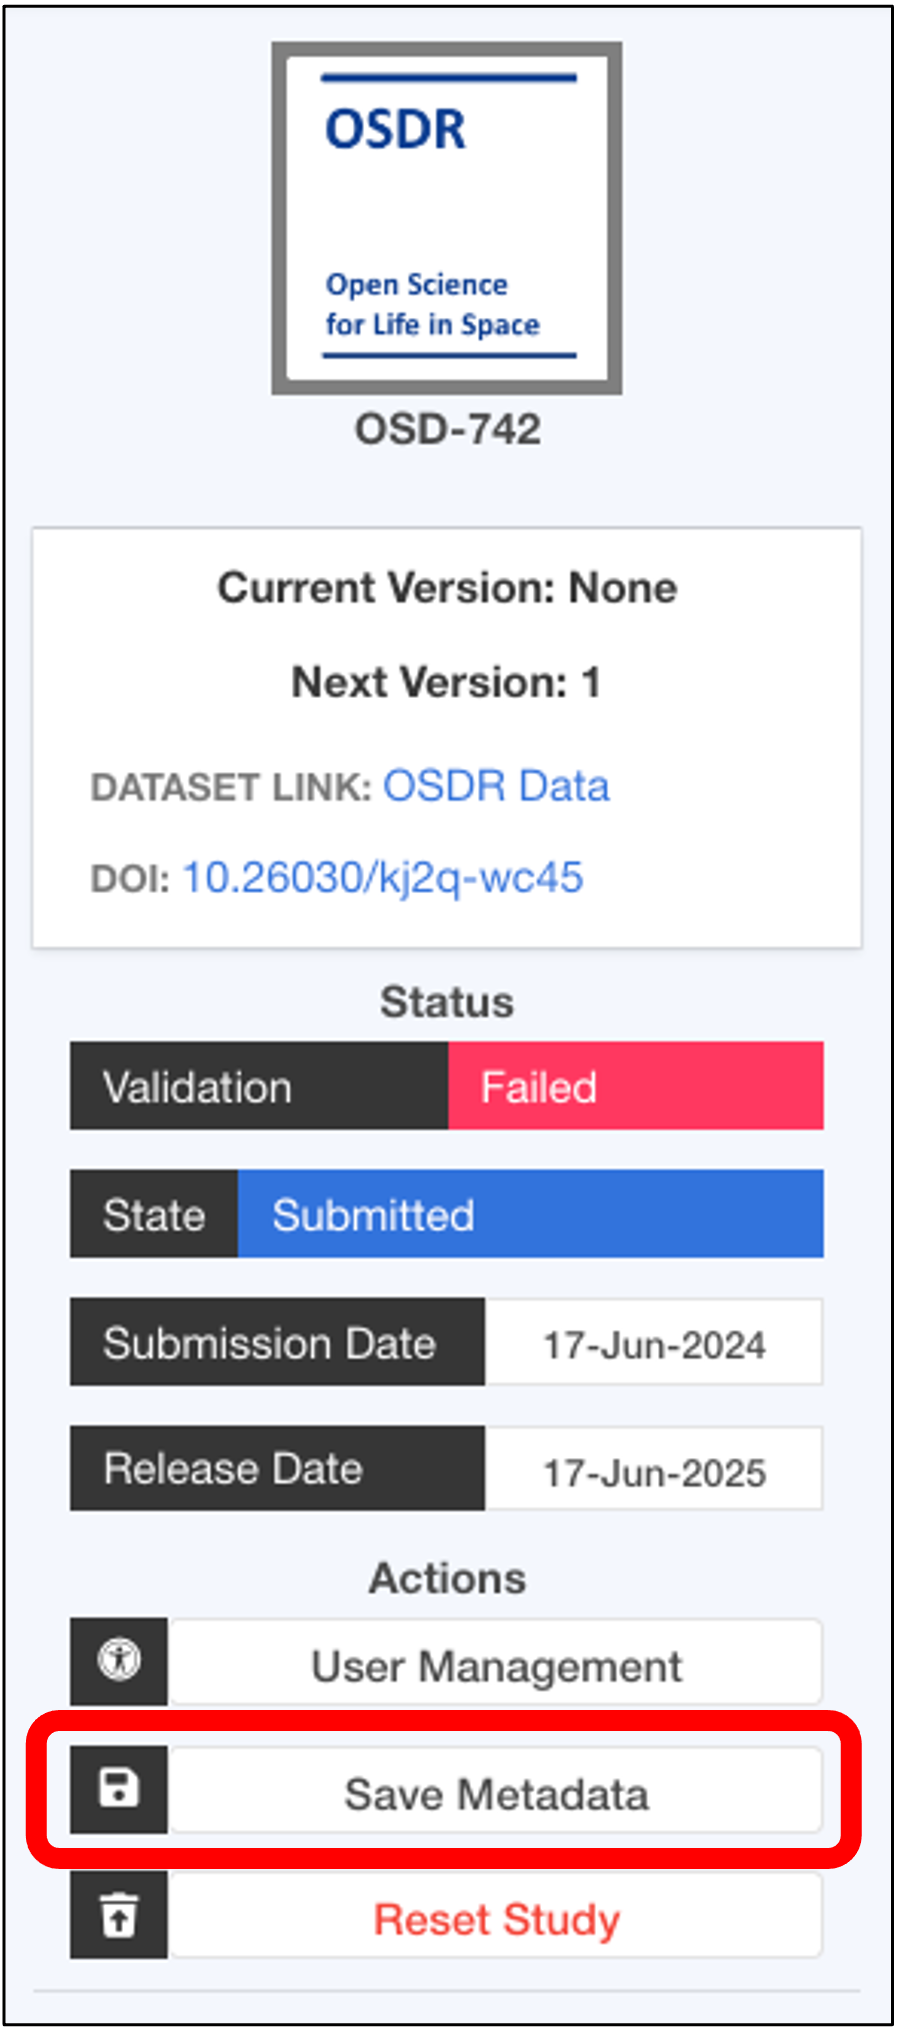 OSDR
Open Science
for Life in Space
OSD-742
Current Version: None
Next Version: 1
DATASET LINK: OSDR Data
DOI: 10.26030/kj2q-wc45
Status
Validation Failed
State Submitted
Submission Date 17-Jun-2024
Release Date 17-Jun-2025
Actions
User Management
Save Metadata
Reset Study